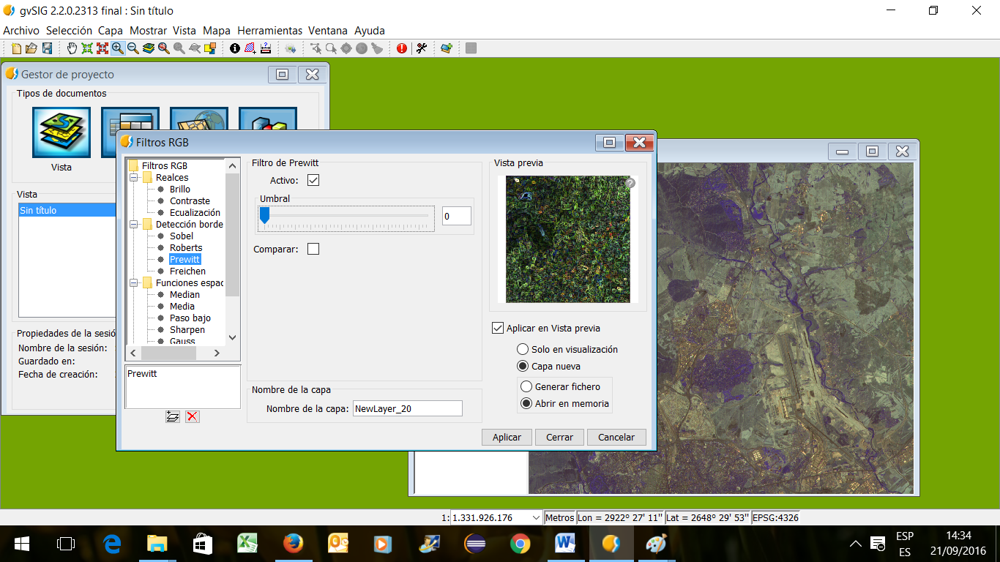 gvSIG 2.2.0.2313 final : Sin título
Archivo Selección Capa Mostrar Vista Mapa Herramientas Ventana Ayuda
Gestor de proyecto
Tipos de documentos
Vista
Vista
Sin título
Propiedades de la sesió
Nombre de la sesión:
Guardado en:
Fecha de creación:
Filtros RGB
Filtros RGB
Realces
Brillo
Contraste
Ecualización
Detección borde
Sobel
Roberts
Prewitt
Freichen
Funciones espac
Median
Media
Paso bajo
Sharpen
Gauss
Prewitt
Filtro de Prewitt
Activo:
Umbral
0
Comparar:
Nombre de la capa
Nombre de la capa: NewLayer_20
Vista previa
?
Aplicar en Vista previa
Solo en visualización
Capa nueva
Generar fichero
Abrir en memoria
Aplicar Cerrar Cancelar
1: 1.331.926.176 Metros Lon = 2922° 27' 11" Lat = 2648° 29' 53" EPSG:4326
ESP
ES
14:34
21/09/2016